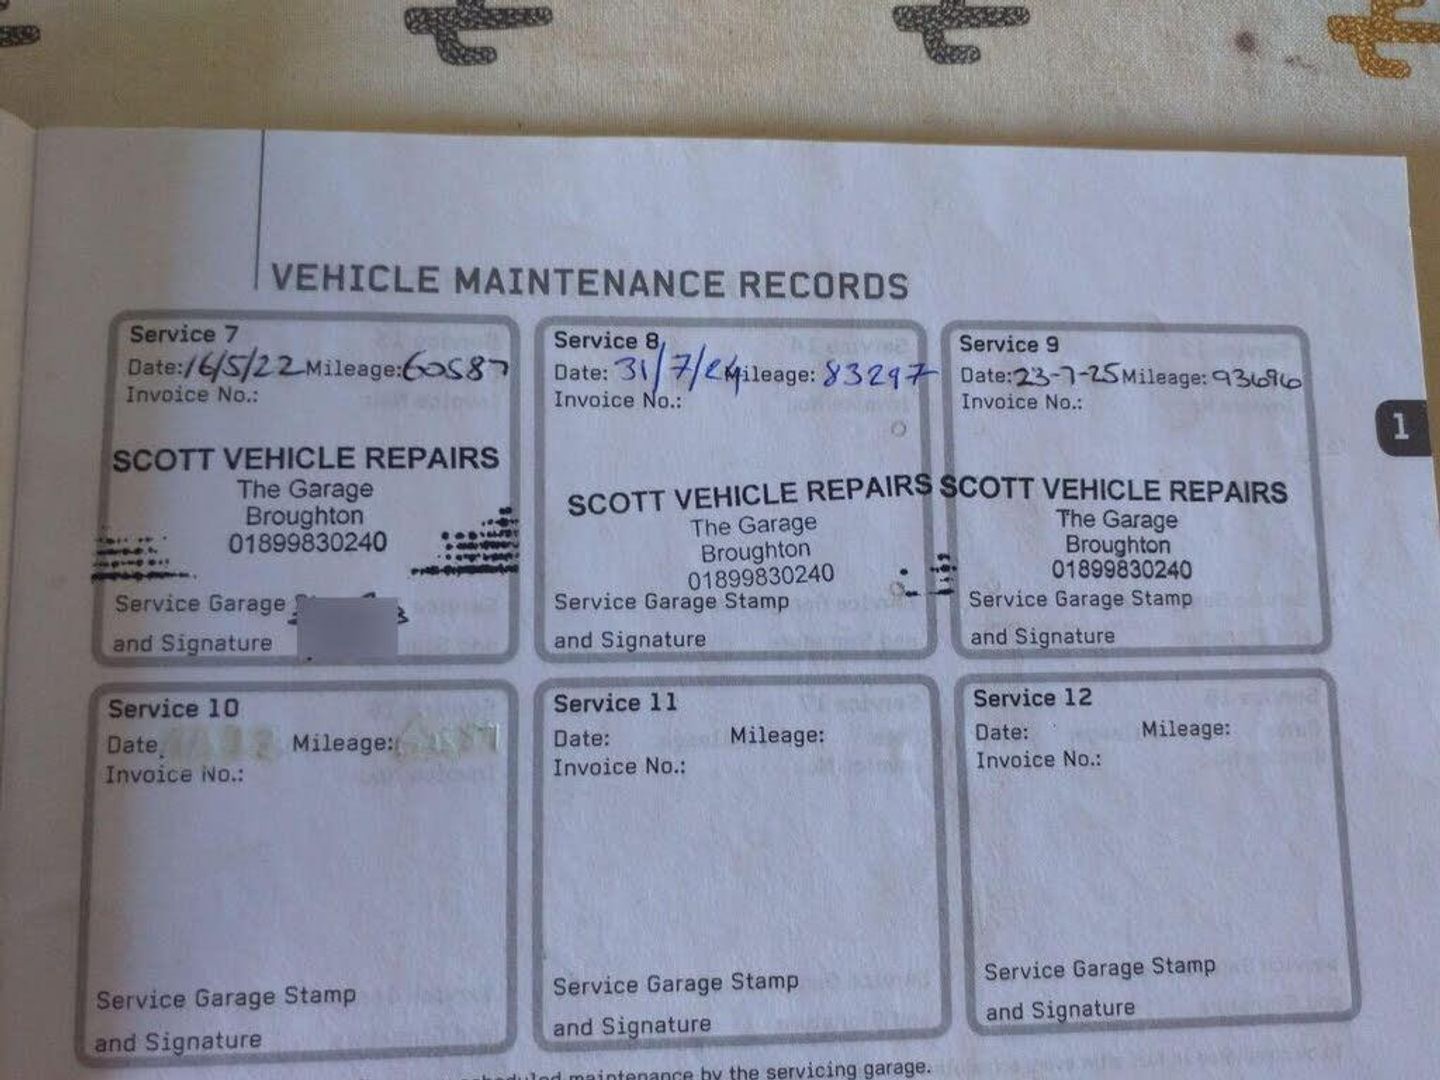 VEHICLE MAINTENANCE RECORDS
Service 7
Date: 16/5/22 Mileage: 60587
Invoice No.:
SCOTT VEHICLE REPAIRS
The Garage
Broughton
01899830240
Service Garage
and Signature
Service 8
Date: 31/7/24 Mileage: 83297
Invoice No.:
SCOTT VEHICLE REPAIRS
The Garage
Broughton
01899830240
Service Garage Stamp
and Signature
Service 9
Date: 23-7-25 Mileage: 93696
Invoice No.:
SCOTT VEHICLE REPAIRS
The Garage
Broughton
01899830240
Service Garage Stamp
and Signature
1
Service 10
Date Mileage:
Invoice No.:
Service Garage Stamp
and Signature
Service 11
Date: Mileage:
Invoice No.:
Service Garage Stamp
and Signature
Service 12
Date: Mileage:
Invoice No.:
Service Garage Stamp
and Signature
maintenance by the servicing garage.